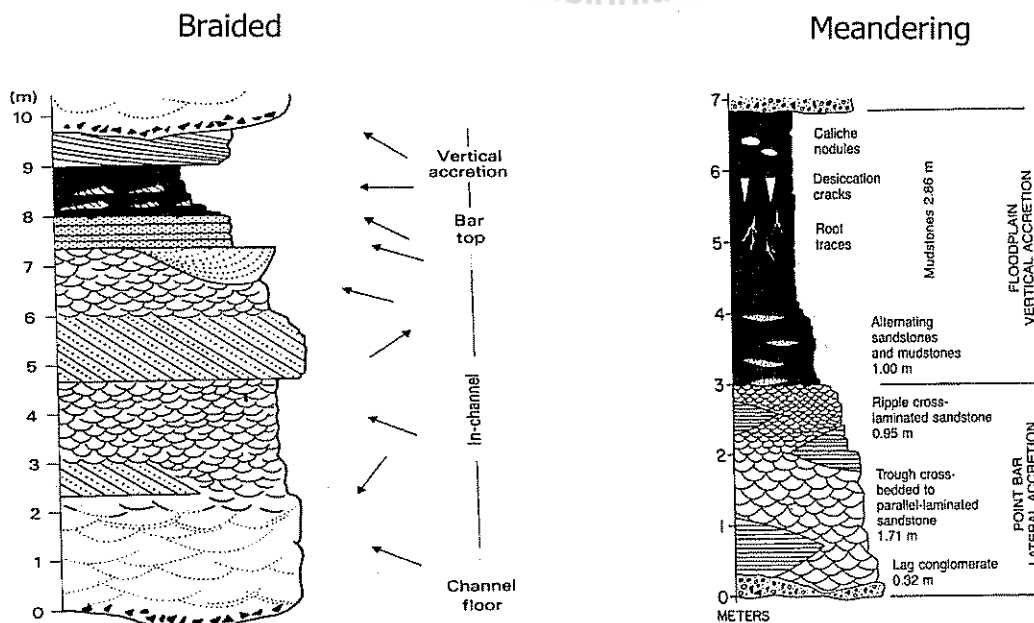 Braided
(m)
10
9
8
7
6
5
4
3
2
1
0
Vertical
accretion
Bar
top
In-channel
Channel
floor
Meandering
7
6
5
4
3
2
1
0
METERS
Caliche
nodules
Desiccation
cracks
Root
traces
Alternating
sandstones
and mudstones
1.00 m
Ripple cross-
laminated sandstone
0.95 m
Trough cross-
bedded to
parallel-laminated
sandstone
1.71 m
Lag conglomerate
0.32 m
Mudstones 2.86 m
FLOODPLAIN
VERTICAL ACCRETION
POINT BAR
LATERAL ACCRETION